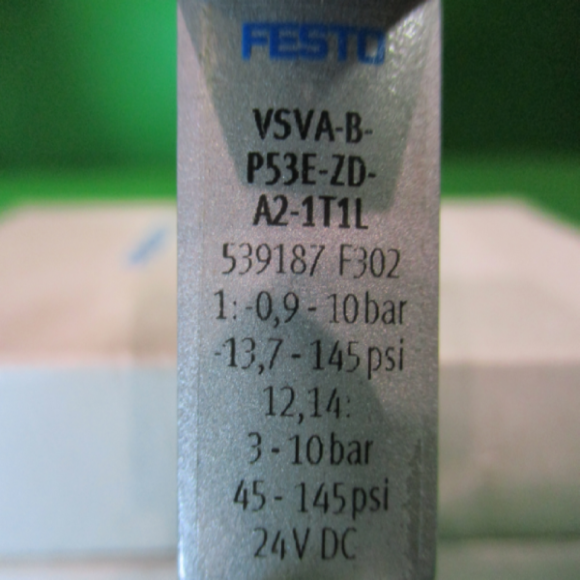 FESTO
VSVA-B-
P53E-ZD-
A2-1T1L
539187 F302
1: -0,9 - 10 bar
-13,7 - 145 psi
12,14:
3 - 10 bar
45 - 145 psi
24V DC